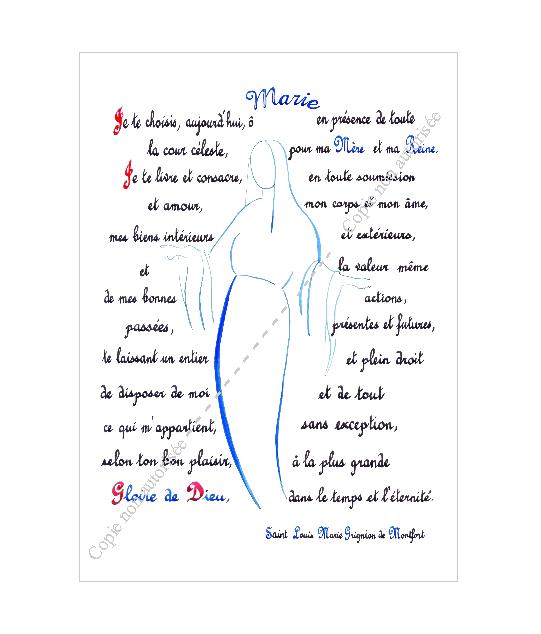 Marie
Je te choisis, aujourd'hui, ô en présence de toute
la cour céleste, pour ma Mère et ma Reine.
Je te livre et consacre, en toute soumission
et amour, mon corps et mon âme,
mes biens intérieurs et extérieurs,
et la valeur même
de mes bonnes actions,
passées, présentes et futures,
te laissant un entier et plein droit
de disposer de moi et de tout
ce qui m'appartient, sans exception,
selon ton bon plaisir, à la plus grande
Gloire de Dieu, dans le temps et l'éternité.
Saint Louis Marie Grignion de Montfort
Copie non autorisée
Copie non autorisée